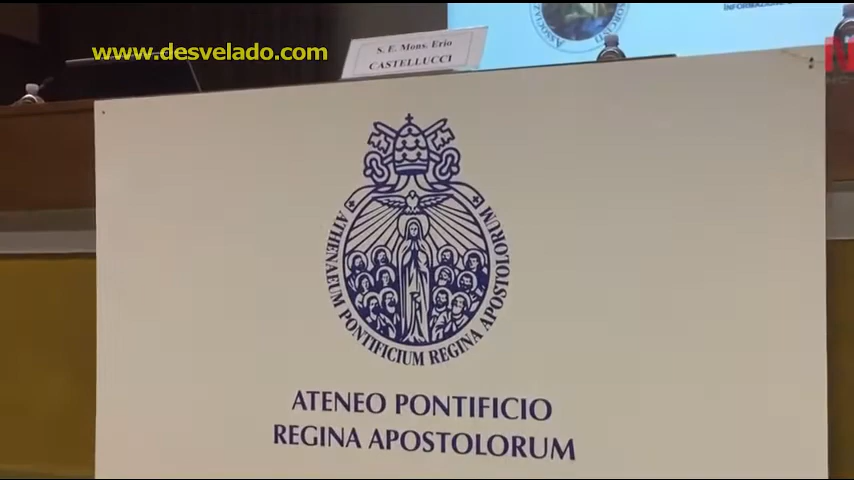 www.desvelado.com
S. E. Mons. Erio
CASTELLUCCI
ATHENAEUM PONTIFICIUM REGINA APOSTOLORUM
ATENEO PONTIFICIO
REGINA APOSTOLORUM